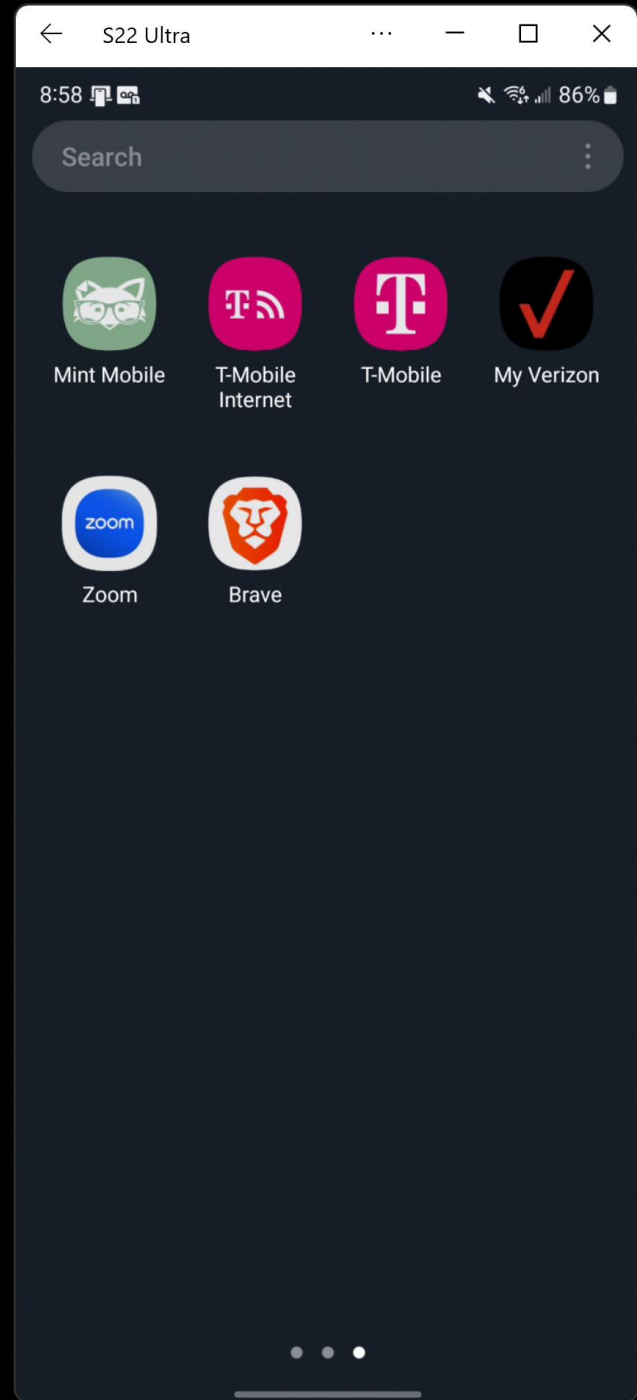 S22 Ultra
8:58
86%
Search
Mint Mobile
T-Mobile
Internet
T-Mobile
My Verizon
zoom
Zoom
Brave